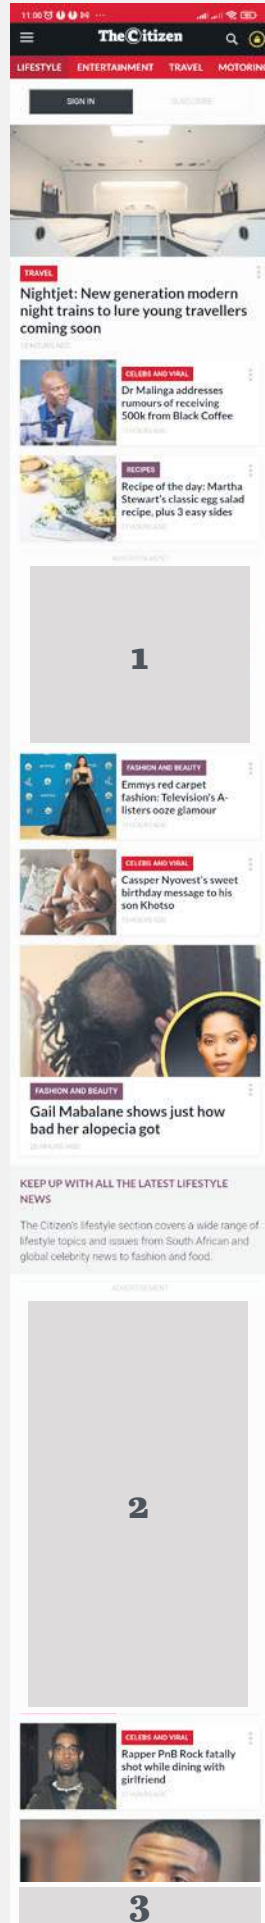 11:00
The Citizen
LIFESTYLE ENTERTAINMENT TRAVEL MOTORING
SIGN IN
SUBSCRIBE
TRAVEL
Nightjet: New generation modern
night trains to lure young travellers
coming soon
CELEBS AND VIRAL
Dr Malinga addresses
rumours of receiving
500k from Black Coffee
RECIPES
Recipe of the day: Martha
Stewart's classic egg salad
recipe, plus 3 easy sides
ADVERTISEMENT
1
FASHION AND BEAUTY
Emmys red carpet
fashion: Television's A-
listers ooze glamour
CELEBS AND VIRAL
Cassper Nyovest's sweet
birthday message to his
son Khotso
FASHION AND BEAUTY
Gail Mabalane shows just how
bad her alopecia got
KEEP UP WITH ALL THE LATEST LIFESTYLE
NEWS
The Citizen's lifestyle section covers a wide range of
lifestyle topics and issues from South African and
global celebrity news to fashion and food.
ADVERTISEMENT
2
CELEBS AND VIRAL
Rapper PnB Rock fatally
shot while dining with
girlfriend
3